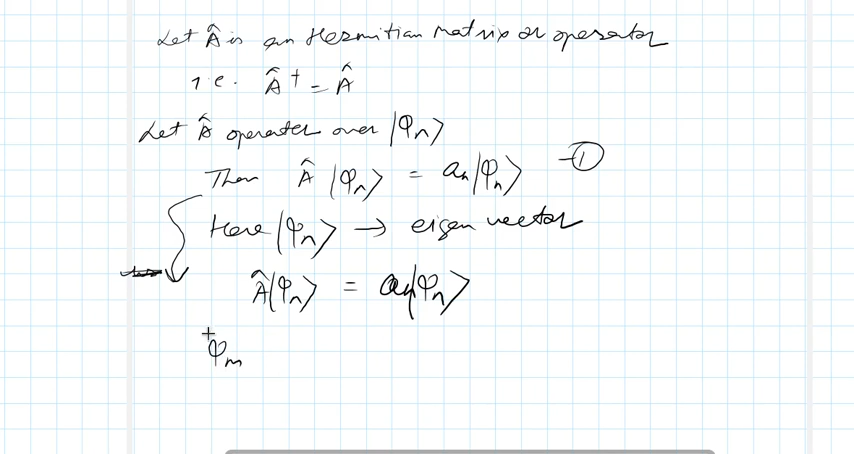 Let Â is an Hermitian matrix or operator
i.e. Â† = Â
Let Â operates over |φn⟩
Then Â |φn⟩ = an|φn⟩ —①
Here |φn⟩ → eigen vector
Â|φn⟩ = an|φn⟩
φm